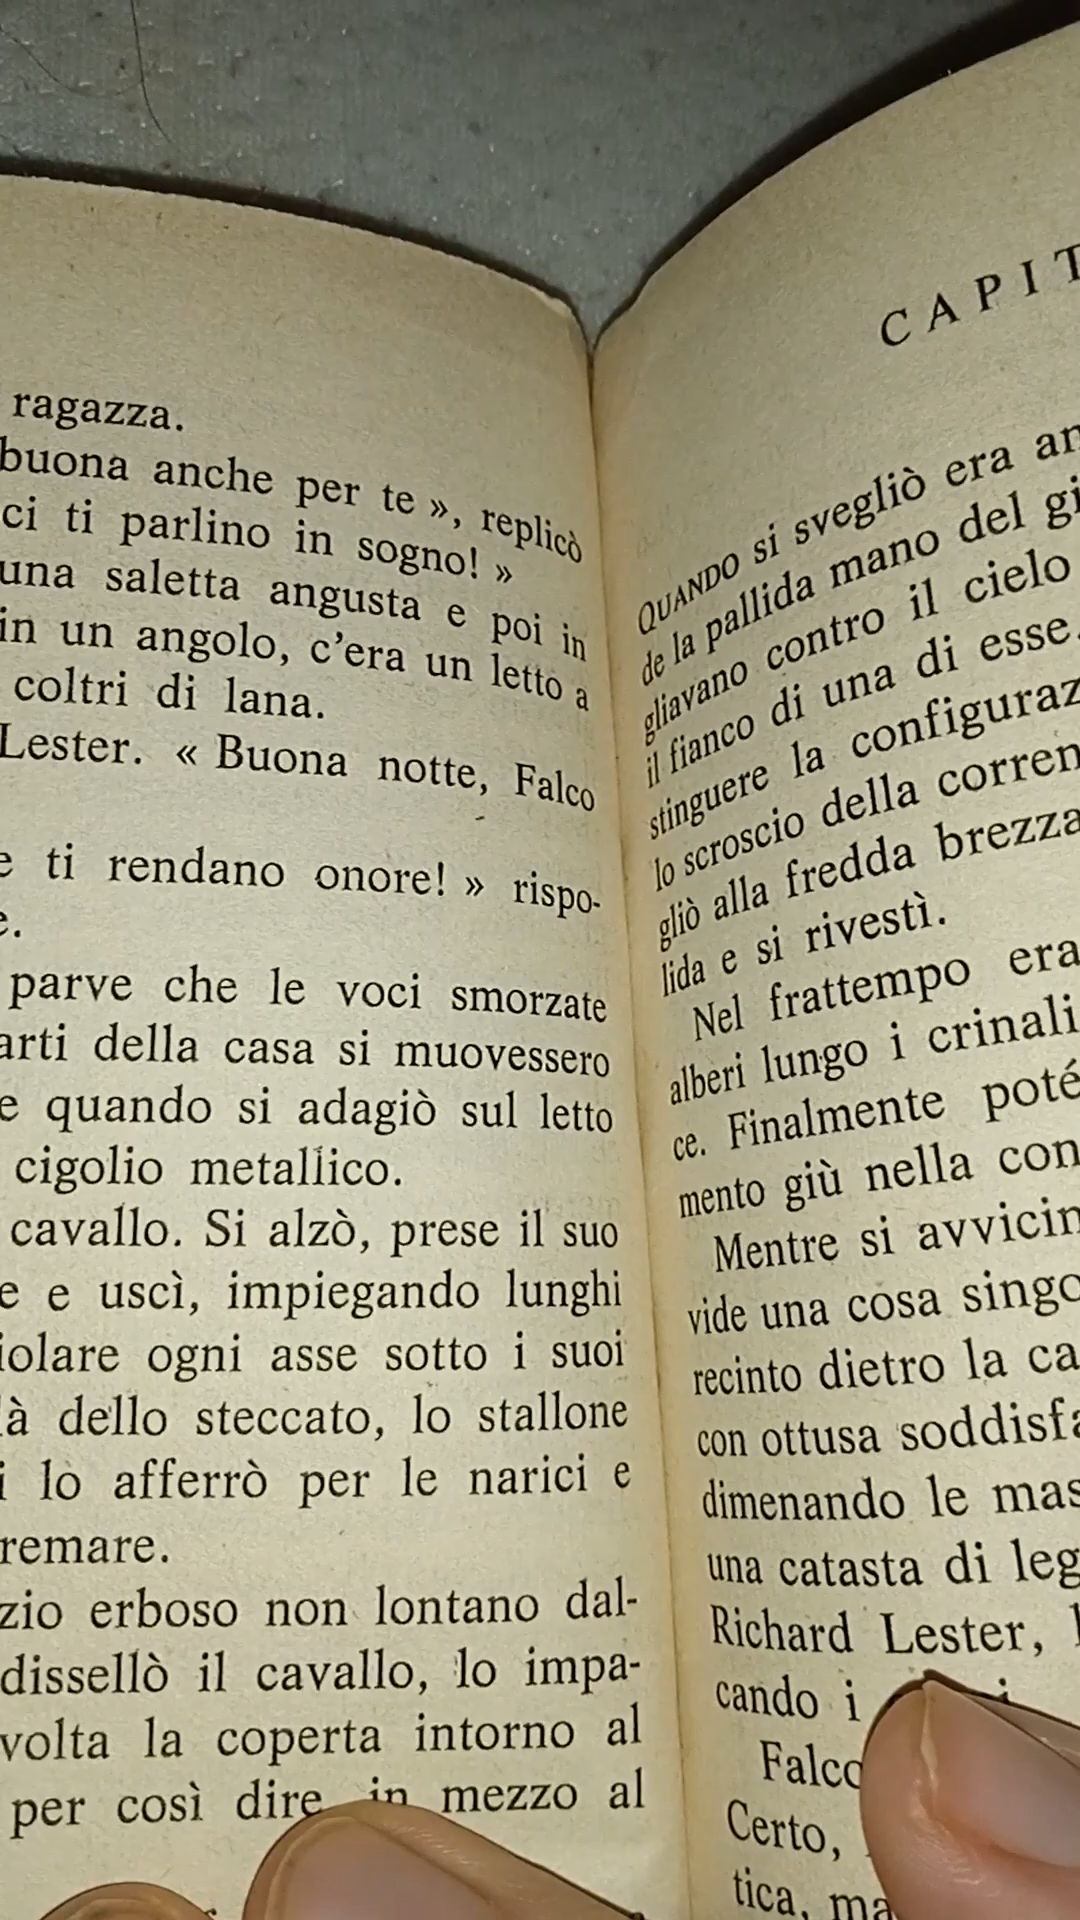 ragazza.
buona anche per te », replicò
ci ti parlino in sogno! »
una saletta angusta e poi in
in un angolo, c'era un letto a
coltri di lana.
Lester. « Buona notte, Falco
e ti rendano onore! » rispo-
e.
parve che le voci smorzate
arti della casa si muovessero
e quando si adagiò sul letto
cigolio metallico.
cavallo. Si alzò, prese il suo
e e uscì, impiegando lunghi
iolare ogni asse sotto i suoi
là dello steccato, lo stallone
i lo afferrò per le narici e
remare.
zio erboso non lontano dal-
dissellò il cavallo, lo impa-
volta la coperta intorno al
per così dire in mezzo al
CAPIT
QUANDO si svegliò era an
de la pallida mano del gi
gliavano contro il cielo
il fianco di una di esse.
stinguere la configuraz
lo scroscio della corren
gliò alla fredda brezza
lida e si rivestì.
Nel frattempo era
alberi lungo i crinali
ce. Finalmente poté
mento giù nella con
Mentre si avvicin
vide una cosa singo
recinto dietro la ca
con ottusa soddisfa
dimenando le mas
una catasta di leg
Richard Lester,
cando i
Falco
Certo,
tica, ma